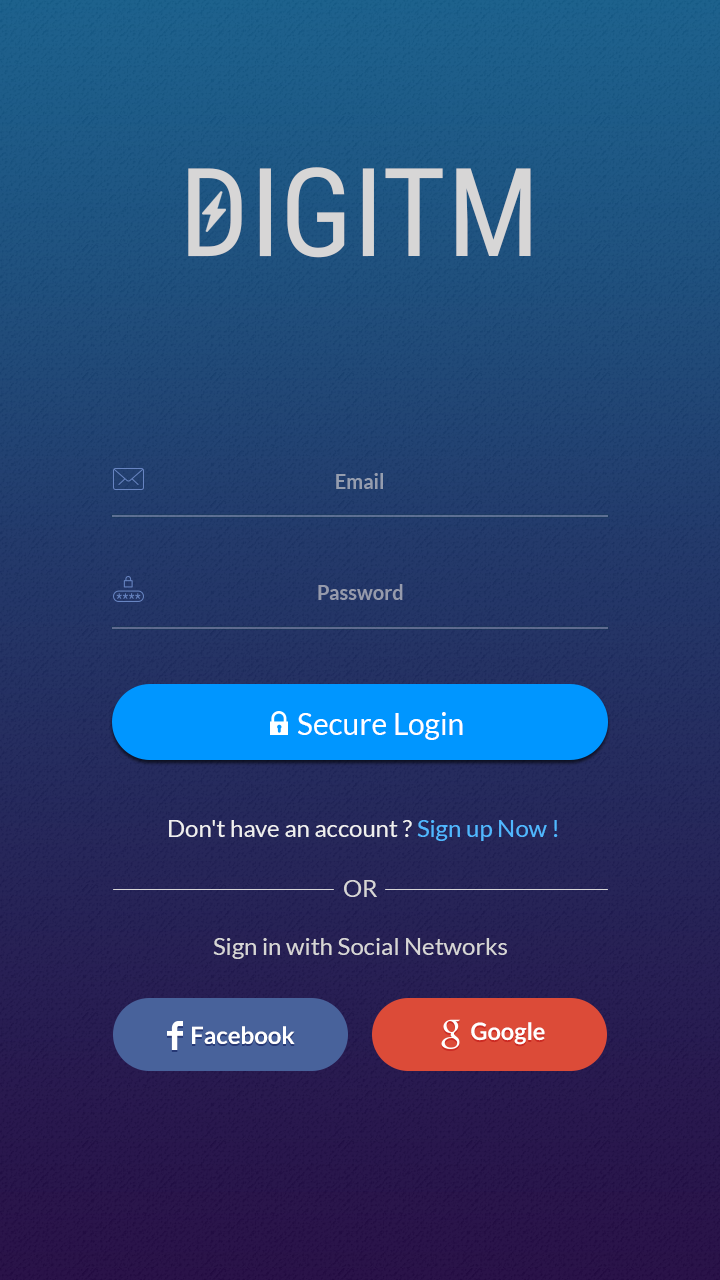 DIGITM
Email
Password
Secure Login
Don't have an account ? Sign up Now !
OR
Sign in with Social Networks
f Facebook
g Google